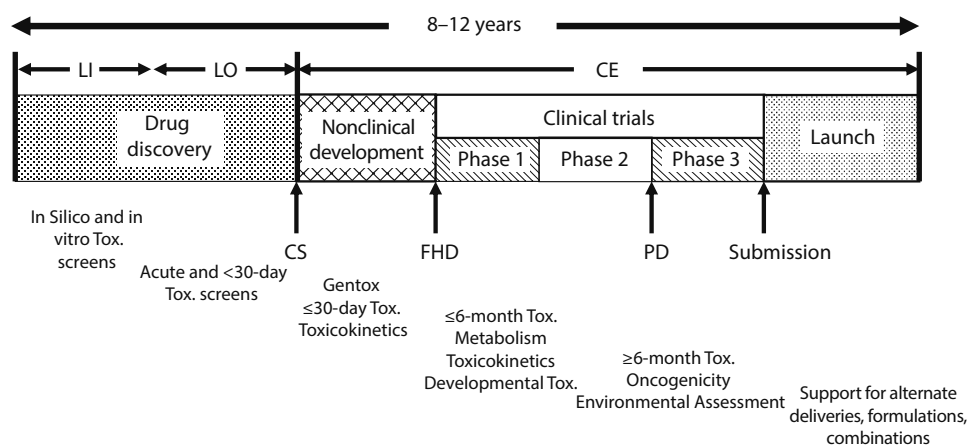 8–12 years
LI
LO
CE
Drug
discovery
Nonclinical
development
Clinical trials
Phase 1
Phase 2
Phase 3
Launch
CS
FHD
PD
Submission
In Silico and in
vitro Tox.
screens
Acute and <30-day
Tox. screens
Gentox
≤30-day Tox.
Toxicokinetics
≤6-month Tox.
Metabolism
Toxicokinetics
Developmental Tox.
≥6-month Tox.
Oncogenicity
Environmental Assessment
Support for alternate
deliveries, formulations,
combinations